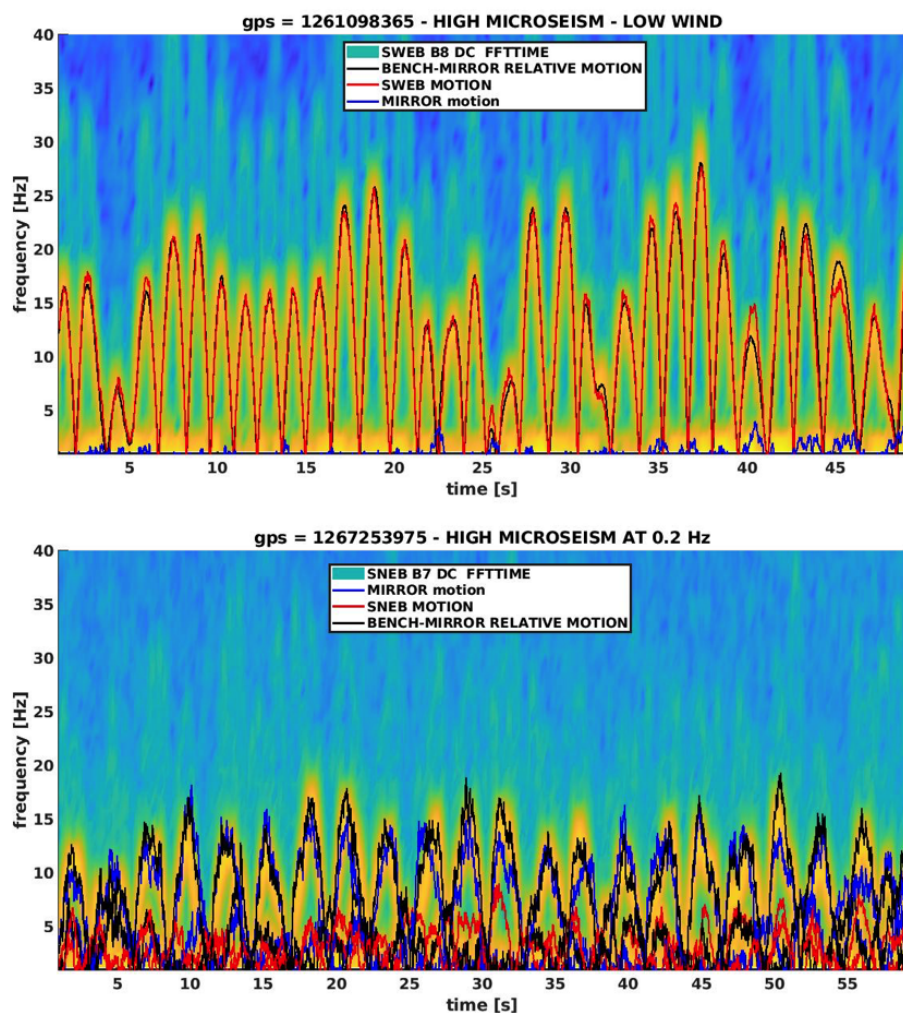 gps = 1261098365 - HIGH MICROSEISM - LOW WIND
40
35
30
25
20
15
10
5
frequency [Hz]
SWEB B8 DC  FFTTIME
BENCH-MIRROR RELATIVE MOTION
SWEB MOTION
MIRROR motion
5 10 15 20 25 30 35 40 45
time [s]
gps = 1267253975 - HIGH MICROSEISM AT 0.2 Hz
40
35
30
25
20
15
10
5
frequency [Hz]
SNEB B7 DC  FFTTIME
MIRROR motion
SNEB MOTION
BENCH-MIRROR RELATIVE MOTION
5 10 15 20 25 30 35 40 45 50 55
time [s]